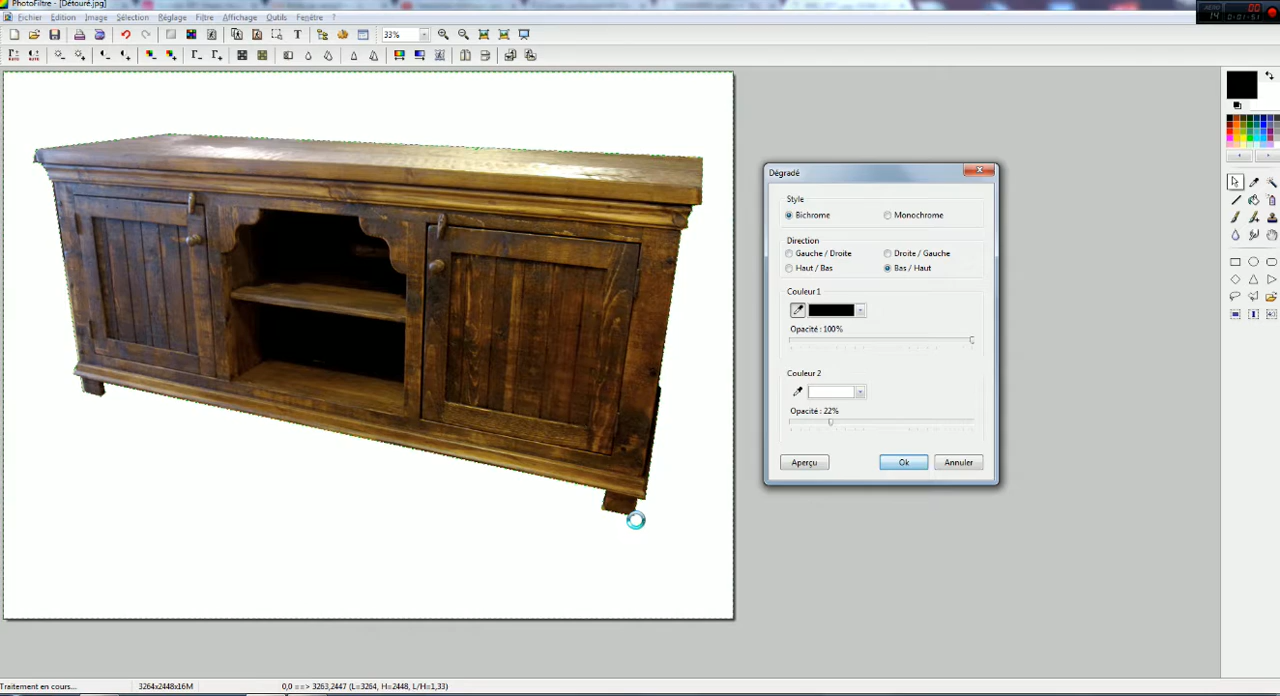 PhotoFiltre - [Détouré.jpg]
Fichier Edition Image Sélection Réglage Filtre Affichage Outils Fenêtre ?
33%
Dégradé
Style
Bichrome Monochrome
Direction
Gauche / Droite Droite / Gauche
Haut / Bas Bas / Haut
Couleur 1
Opacité : 100%
Couleur 2
Opacité : 22%
Aperçu Ok Annuler
Traitement en cours... 3264x2448x16M 0,0 ==> 3263,2447 (L=3264, H=2448, L/H=1,33)